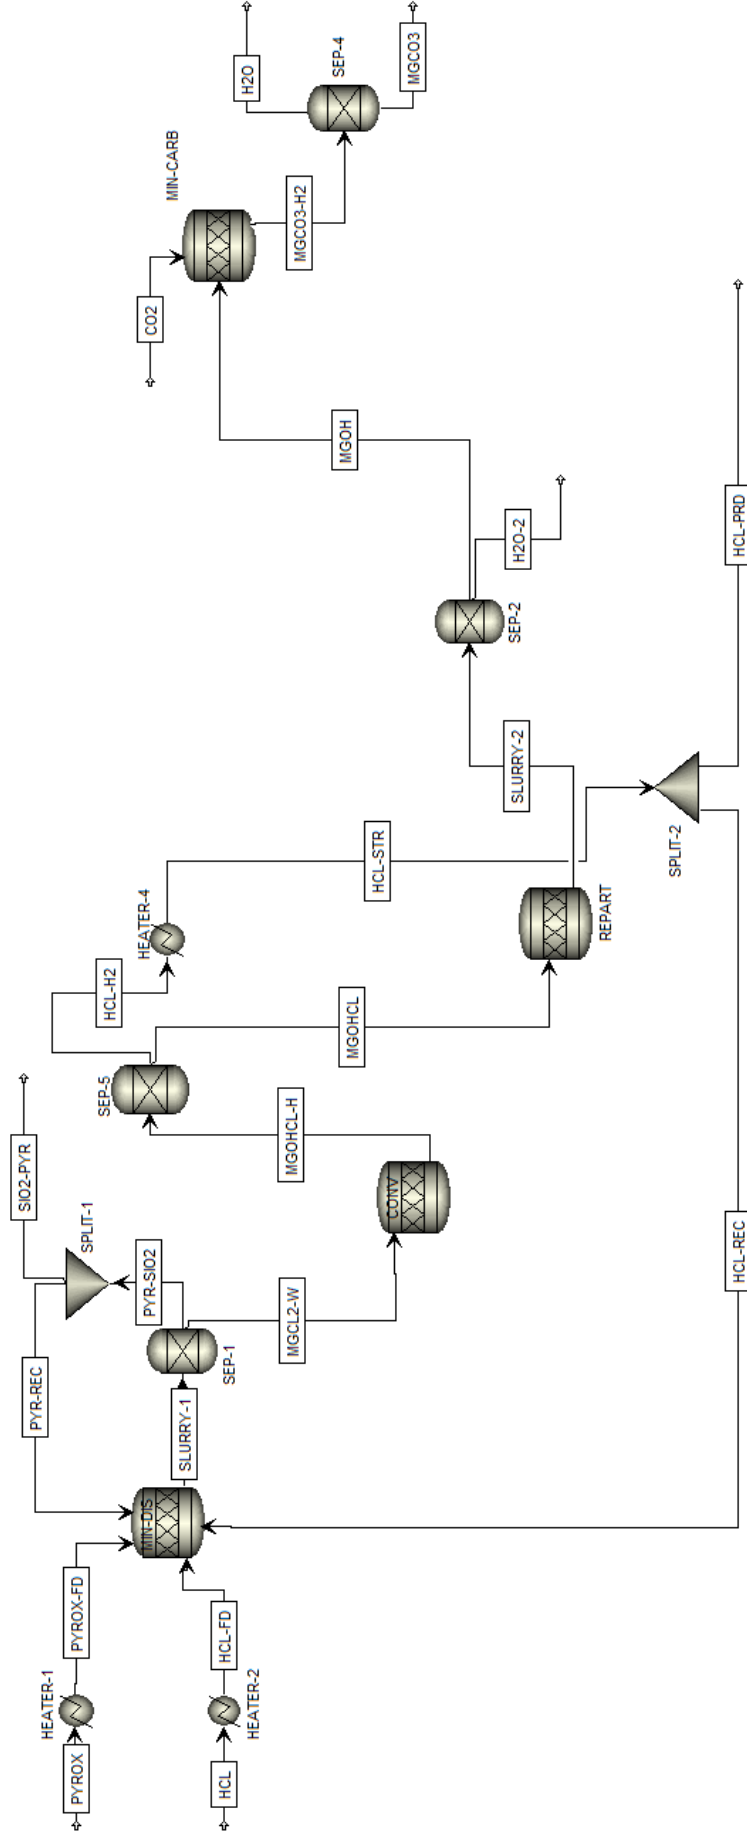 PYROX
HEATER-1
PYROX-FD
HCL
HEATER-2
HCL-FD
MIN-DIS
PYR-REC
SLURRY-1
SEP-1
PYR-SIO2
SPLIT-1
SIO2-PYR
MGCL2-W
CONV
MGOHCL-H
SEP-5
HCL-H2
HEATER-4
MGOHCL
HCL-STR
REPART
SPLIT-2
HCL-REC
HCL-PRD
SLURRY-2
SEP-2
H2O-2
MGOH
CO2
MIN-CARB
MGCO3-H2
SEP-4
H2O
MGCO3